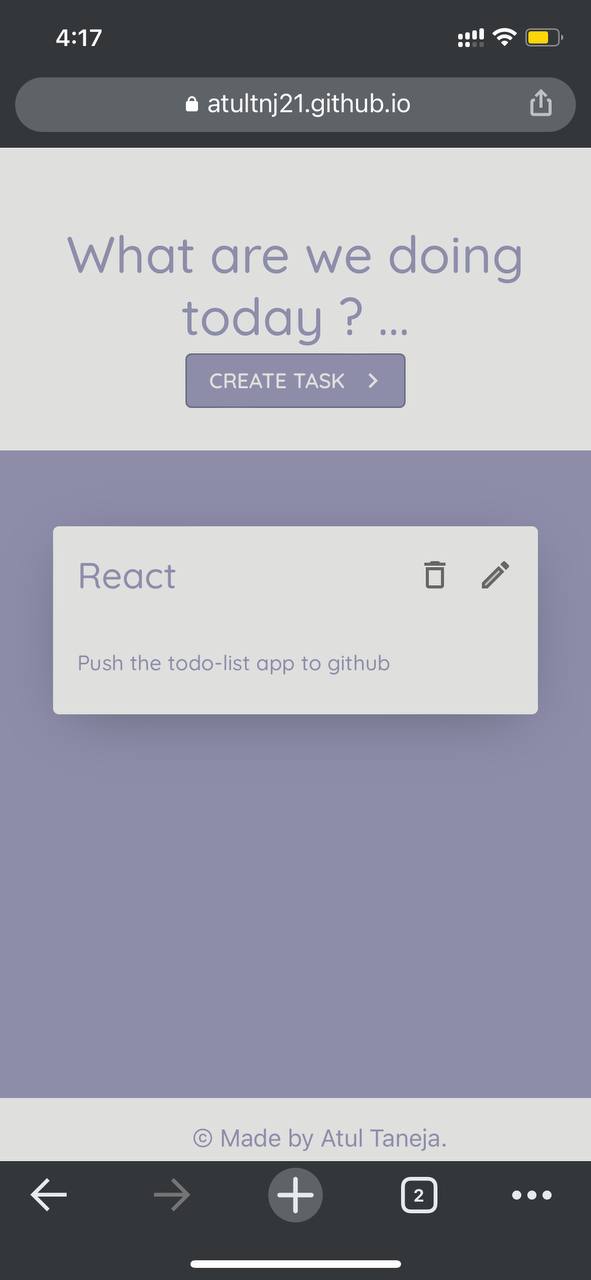 4:17
atultnj21.github.io
What are we doing
today ? ...
CREATE TASK
React
Push the todo-list app to github
© Made by Atul Taneja.
2